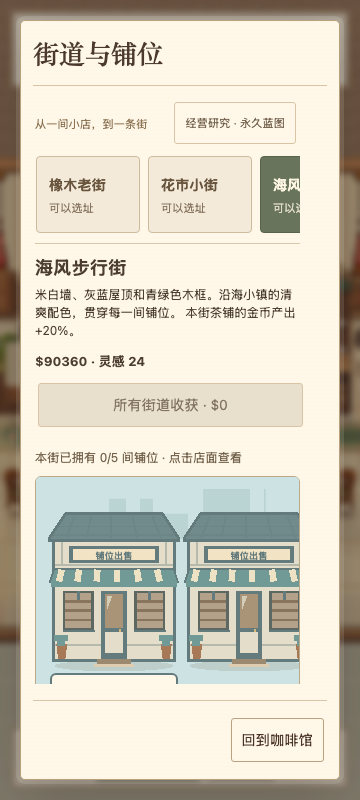 街道与铺位
从一间小店，到一条街
经营研究 · 永久蓝图
橡木老街
可以选址
花市小街
可以选址
海风
可以
海风步行街
米白墙、灰蓝屋顶和青绿色木框。沿海小镇的清
爽配色，贯穿每一间铺位。 本街茶铺的金币产出
+20%。
$90360 · 灵感 24
所有街道收获 · $0
本街已拥有 0/5 间铺位 · 点击店面查看
铺位出售
铺位出售
回到咖啡馆